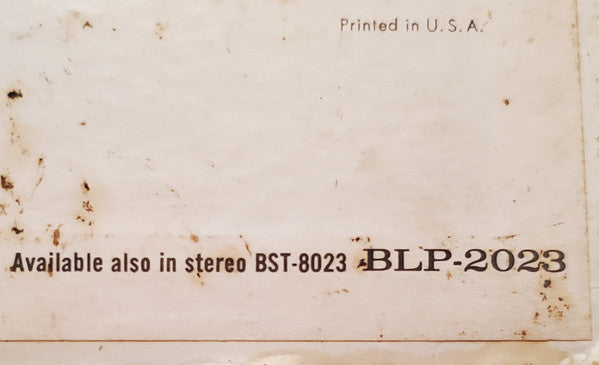 Printed in U. S. A.
Available also in stereo BST-8023 BLP-2023